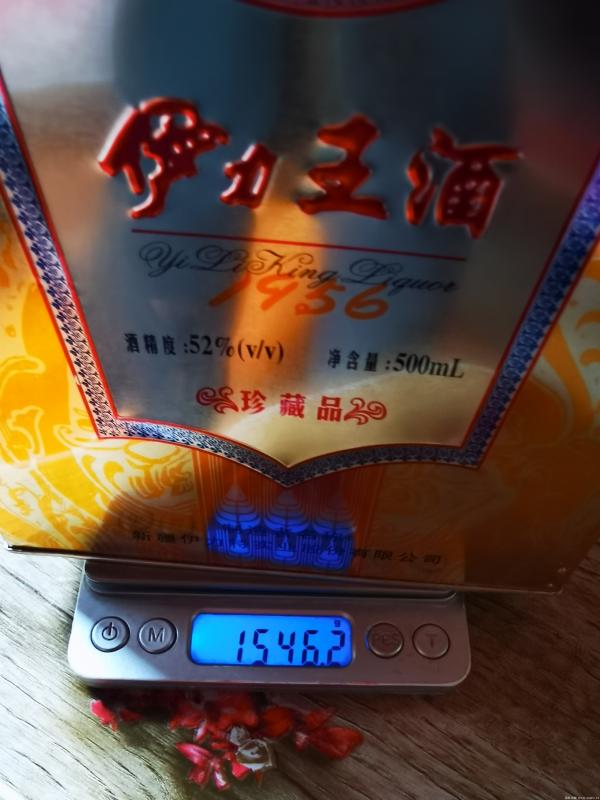 伊力王酒
Yi Li King Liquor
1956
酒精度:52%(v/v) 净含量:500mL
珍藏品
新疆伊 有限公司
g
1546.2
M PCS T